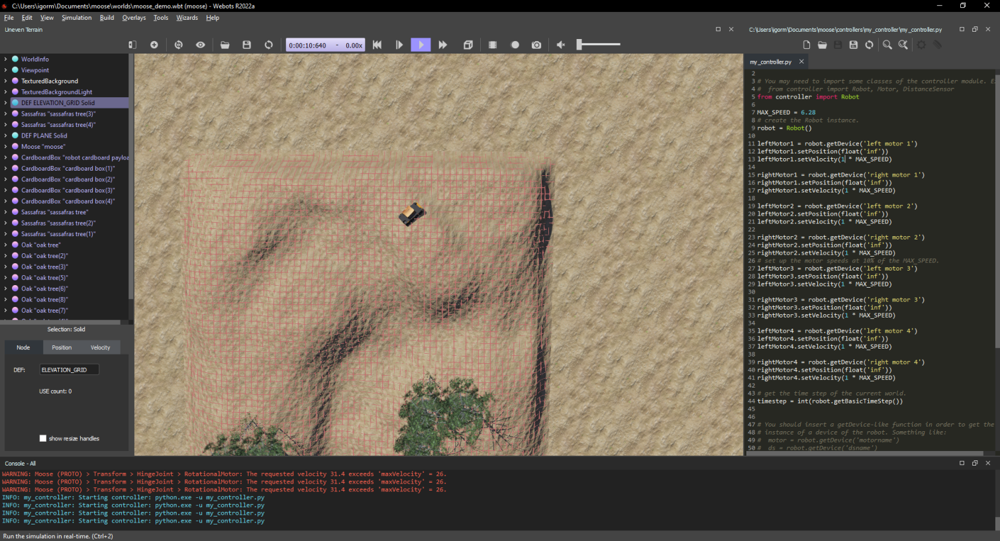 C:\Users\igorm\Documents\moose\worlds\moose_demo.wbt (moose) - Webots R2022a
File Edit View Simulation Build Overlays Tools Wizards Help
Uneven Terrain
0:00:10:640 - 0.00x
WorldInfo
Viewpoint
TexturedBackground
TexturedBackgroundLight
DEF ELEVATION_GRID Solid
Sassafras "sassafras tree(3)"
Sassafras "sassafras tree(4)"
DEF PLANE Solid
Moose "moose"
CardboardBox "robot cardboard payloa
CardboardBox "cardboard box(1)"
CardboardBox "cardboard box(2)"
CardboardBox "cardboard box(3)"
CardboardBox "cardboard box(4)"
Sassafras "sassafras tree"
Sassafras "sassafras tree(2)"
Sassafras "sassafras tree(1)"
Oak "oak tree"
Oak "oak tree(2)"
Oak "oak tree(3)"
Oak "oak tree(5)"
Oak "oak tree(6)"
Oak "oak tree(8)"
Oak "oak tree(7)"
Selection: Solid
Node Position Velocity
DEF: ELEVATION_GRID
USE count: 0
show resize handles
C:\Users\igorm\Documents\moose\controllers\my_controller\my_controller.py
my_controller.py
2
3 # You may need to import some classes of the controller module. E
4 #  from controller import Robot, Motor, DistanceSensor
5 from controller import Robot
6
7 MAX_SPEED = 6.28
8 # create the Robot instance.
9 robot = Robot()
10
11 leftMotor1 = robot.getDevice('left motor 1')
12 leftMotor1.setPosition(float('inf'))
13 leftMotor1.setVelocity(1 * MAX_SPEED)
14
15 rightMotor1 = robot.getDevice('right motor 1')
16 rightMotor1.setPosition(float('inf'))
17 rightMotor1.setVelocity(1 * MAX_SPEED)
18
19 leftMotor2 = robot.getDevice('left motor 2')
20 leftMotor2.setPosition(float('inf'))
21 leftMotor2.setVelocity(1 * MAX_SPEED)
22
23 rightMotor2 = robot.getDevice('right motor 2')
24 rightMotor2.setPosition(float('inf'))
25 rightMotor2.setVelocity(1 * MAX_SPEED)
26 # set up the motor speeds at 10% of the MAX_SPEED.
27 leftMotor3 = robot.getDevice('left motor 3')
28 leftMotor3.setPosition(float('inf'))
29 leftMotor3.setVelocity(1 * MAX_SPEED)
30
31 rightMotor3 = robot.getDevice('right motor 3')
32 rightMotor3.setPosition(float('inf'))
33 rightMotor3.setVelocity(1 * MAX_SPEED)
34
35 leftMotor4 = robot.getDevice('left motor 4')
36 leftMotor4.setPosition(float('inf'))
37 leftMotor4.setVelocity(1 * MAX_SPEED)
38
39 rightMotor4 = robot.getDevice('right motor 4')
40 rightMotor4.setPosition(float('inf'))
41 rightMotor4.setVelocity(1 * MAX_SPEED)
42
43 # get the time step of the current world.
44 timestep = int(robot.getBasicTimeStep())
45
46
47 # You should insert a getDevice-like function in order to get the
48 # instance of a device of the robot. Something like:
49 #  motor = robot.getDevice('motorname')
50 #  ds = robot.getDevice('dsname')
Console - All
WARNING: Moose (PROTO) > Transform > HingeJoint > RotationalMotor: The requested velocity 31.4 exceeds 'maxVelocity' = 26.
WARNING: Moose (PROTO) > Transform > HingeJoint > RotationalMotor: The requested velocity 31.4 exceeds 'maxVelocity' = 26.
WARNING: Moose (PROTO) > Transform > HingeJoint > RotationalMotor: The requested velocity 31.4 exceeds 'maxVelocity' = 26.
INFO: my_controller: Starting controller: python.exe -u my_controller.py
INFO: my_controller: Starting controller: python.exe -u my_controller.py
INFO: my_controller: Starting controller: python.exe -u my_controller.py
INFO: my_controller: Starting controller: python.exe -u my_controller.py
Run the simulation in real-time. (Ctrl+2)